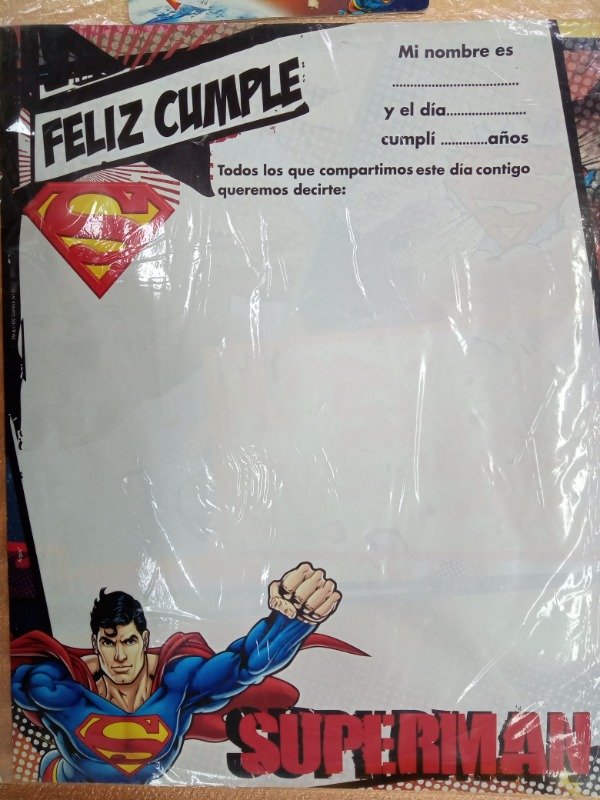 FELIZ CUMPLE
Mi nombre es
..................................
y el día......................
cumplí .............años
Todos los que compartimos este día contigo
queremos decirte:
SUPERMAN